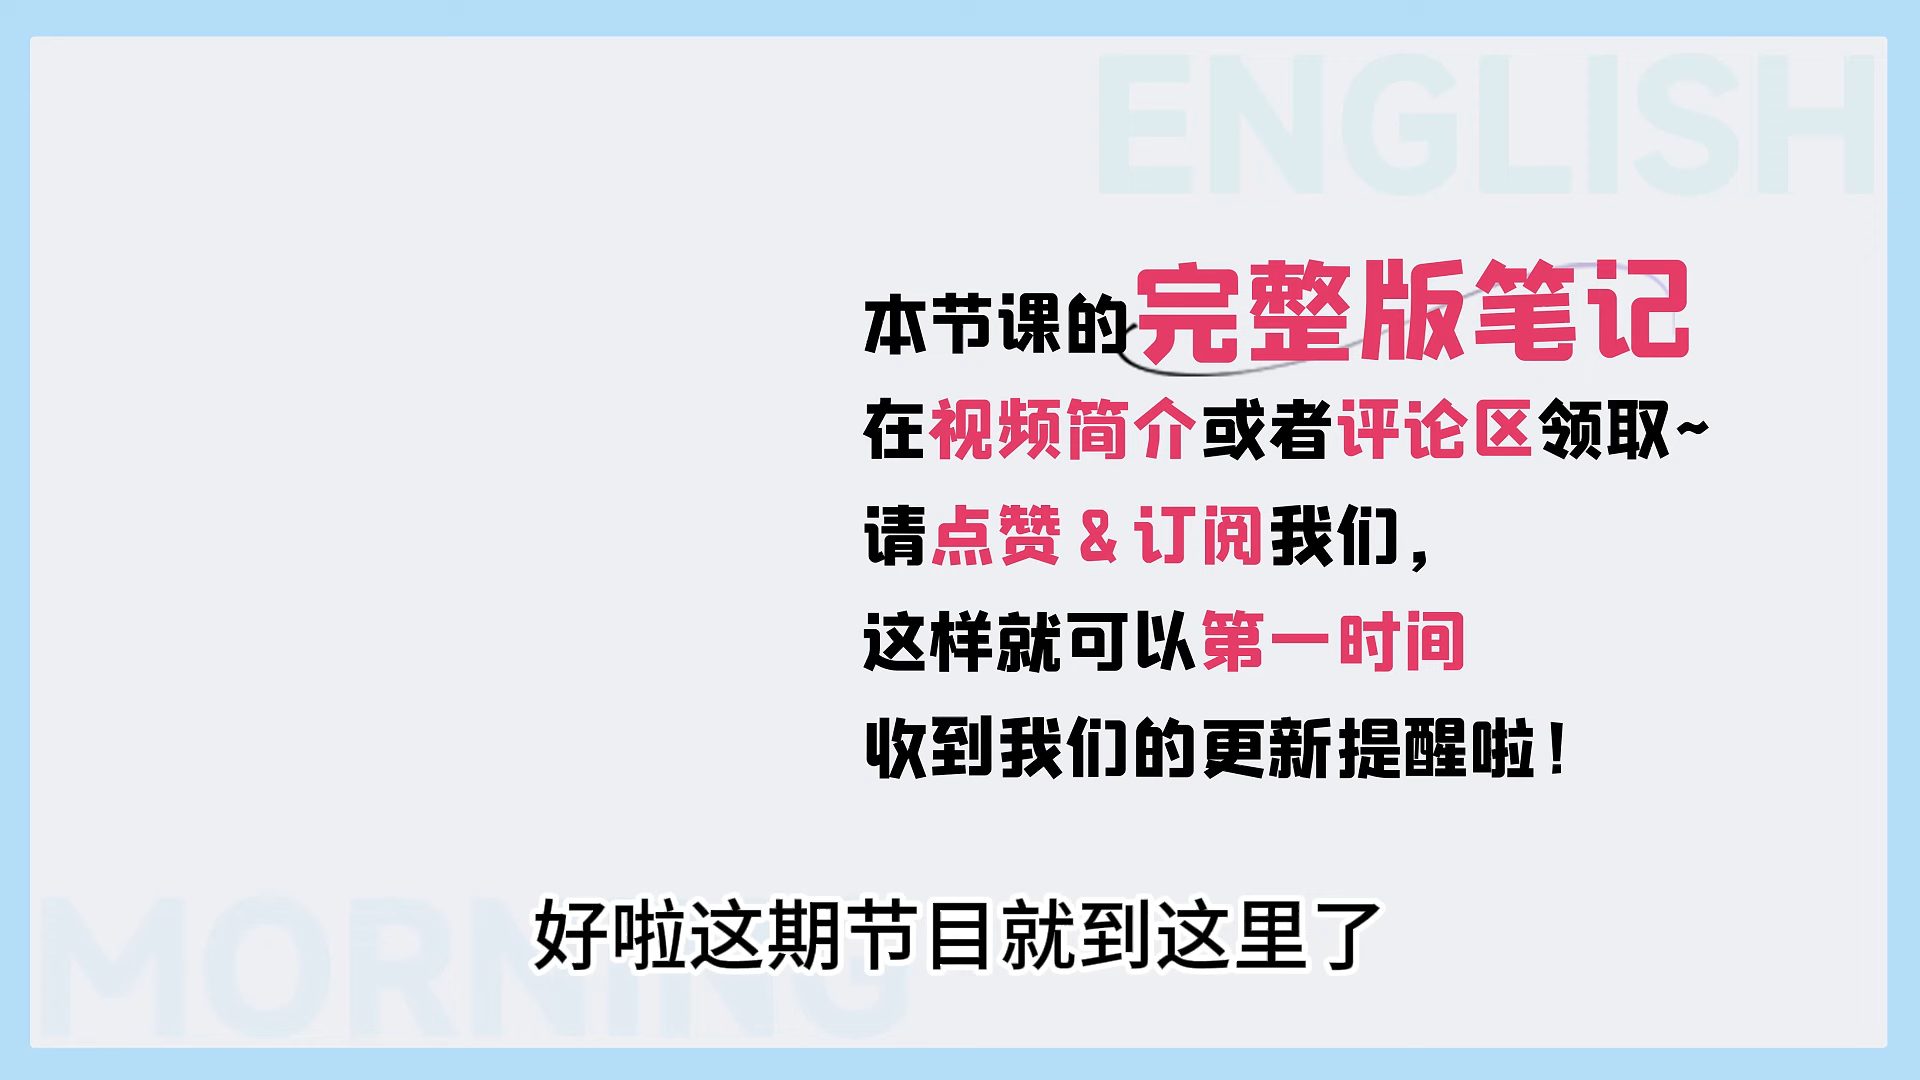 ENGLISH
本节课的完整版笔记
在视频简介或者评论区领取~
请点赞&订阅我们，
这样就可以第一时间
收到我们的更新提醒啦！
好啦这期节目就到这里了
MORNING